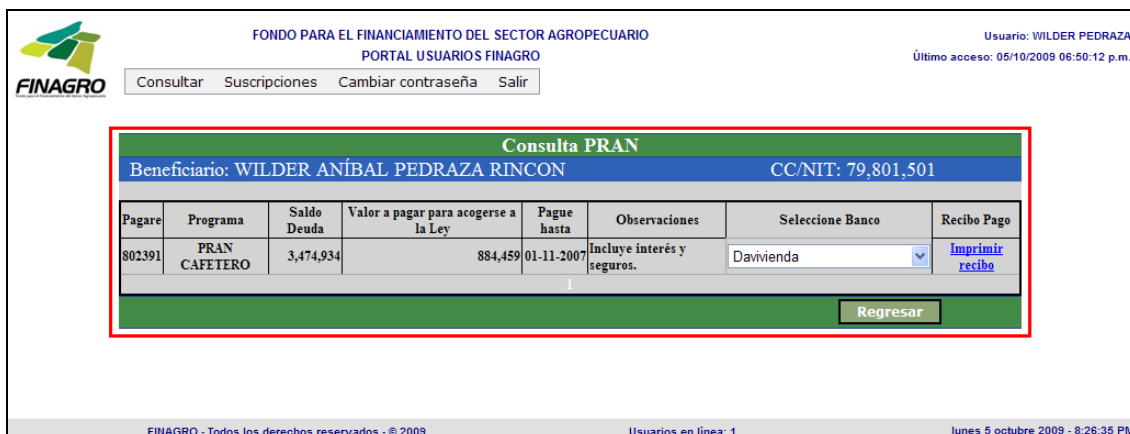 FONDO PARA EL FINANCIAMIENTO DEL SECTOR AGROPECUARIO
PORTAL USUARIOS FINAGRO
Usuario: WILDER PEDRAZA
Último acceso: 05/10/2009 06:50:12 p.m.
FINAGRO
Consultar Suscripciones Cambiar contraseña Salir
Consulta PRAN
Beneficiario: WILDER ANÍBAL PEDRAZA RINCON CC/NIT: 79,801,501
Pagare Programa Saldo Deuda Valor a pagar para acogerse a la Ley Pague hasta Observaciones Seleccione Banco Recibo Pago
802391 PRAN CAFETERO 3,474,934 884,459 01-11-2007 Incluye interés y seguros. Davivienda Imprimir recibo
1
Regresar
FINAGRO - Todos los derechos reservados - © 2009 Usuarios en línea: 1 lunes 5 octubre 2009 - 8:26:35 PM